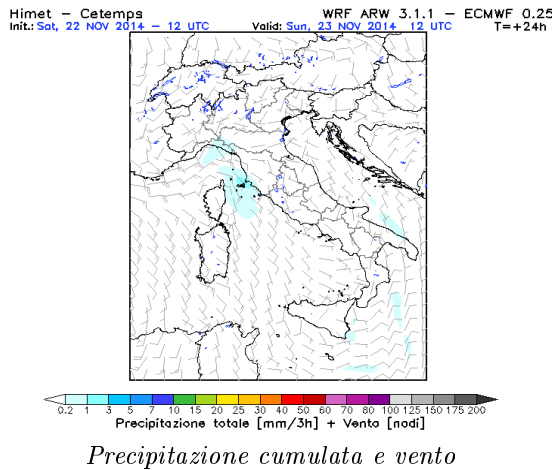 Himet – Cetemps WRF ARW 3.1.1 – ECMWF 0.25
Init.: Sat, 22 NOV 2014 – 12 UTC Valid: Sun, 23 NOV 2014 12 UTC T=+24h
0.2 1 3 5 7 10 15 20 25 30 40 50 60 70 80 100 125 150 175 200
Precipitazione totale [mm/3h] + Vento [nodi]
Precipitazione cumulata e vento